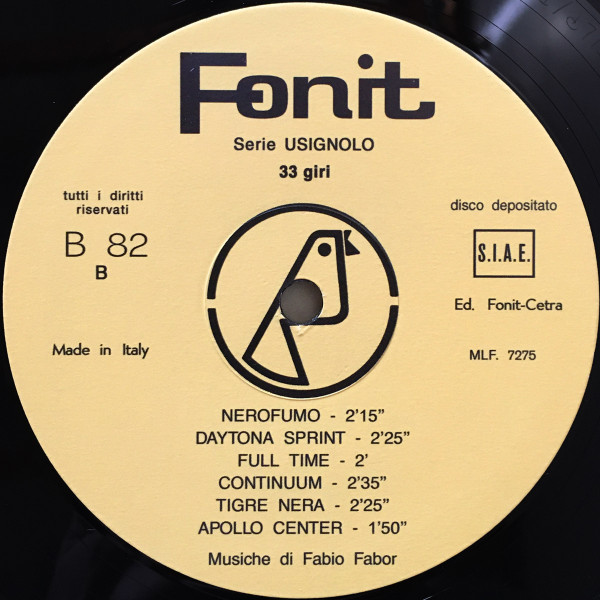 Fonit
Serie USIGNOLO
33 giri
tutti i diritti
riservati
B 82
B
Made in Italy
disco depositato
S.I.A.E.
Ed. Fonit-Cetra
MLF. 7275
NEROFUMO - 2'15”
DAYTONA SPRINT - 2'25”
FULL TIME - 2'
CONTINUUM - 2'35”
TIGRE NERA - 2'25”
APOLLO CENTER - 1'50”
Musiche di Fabio Fabor